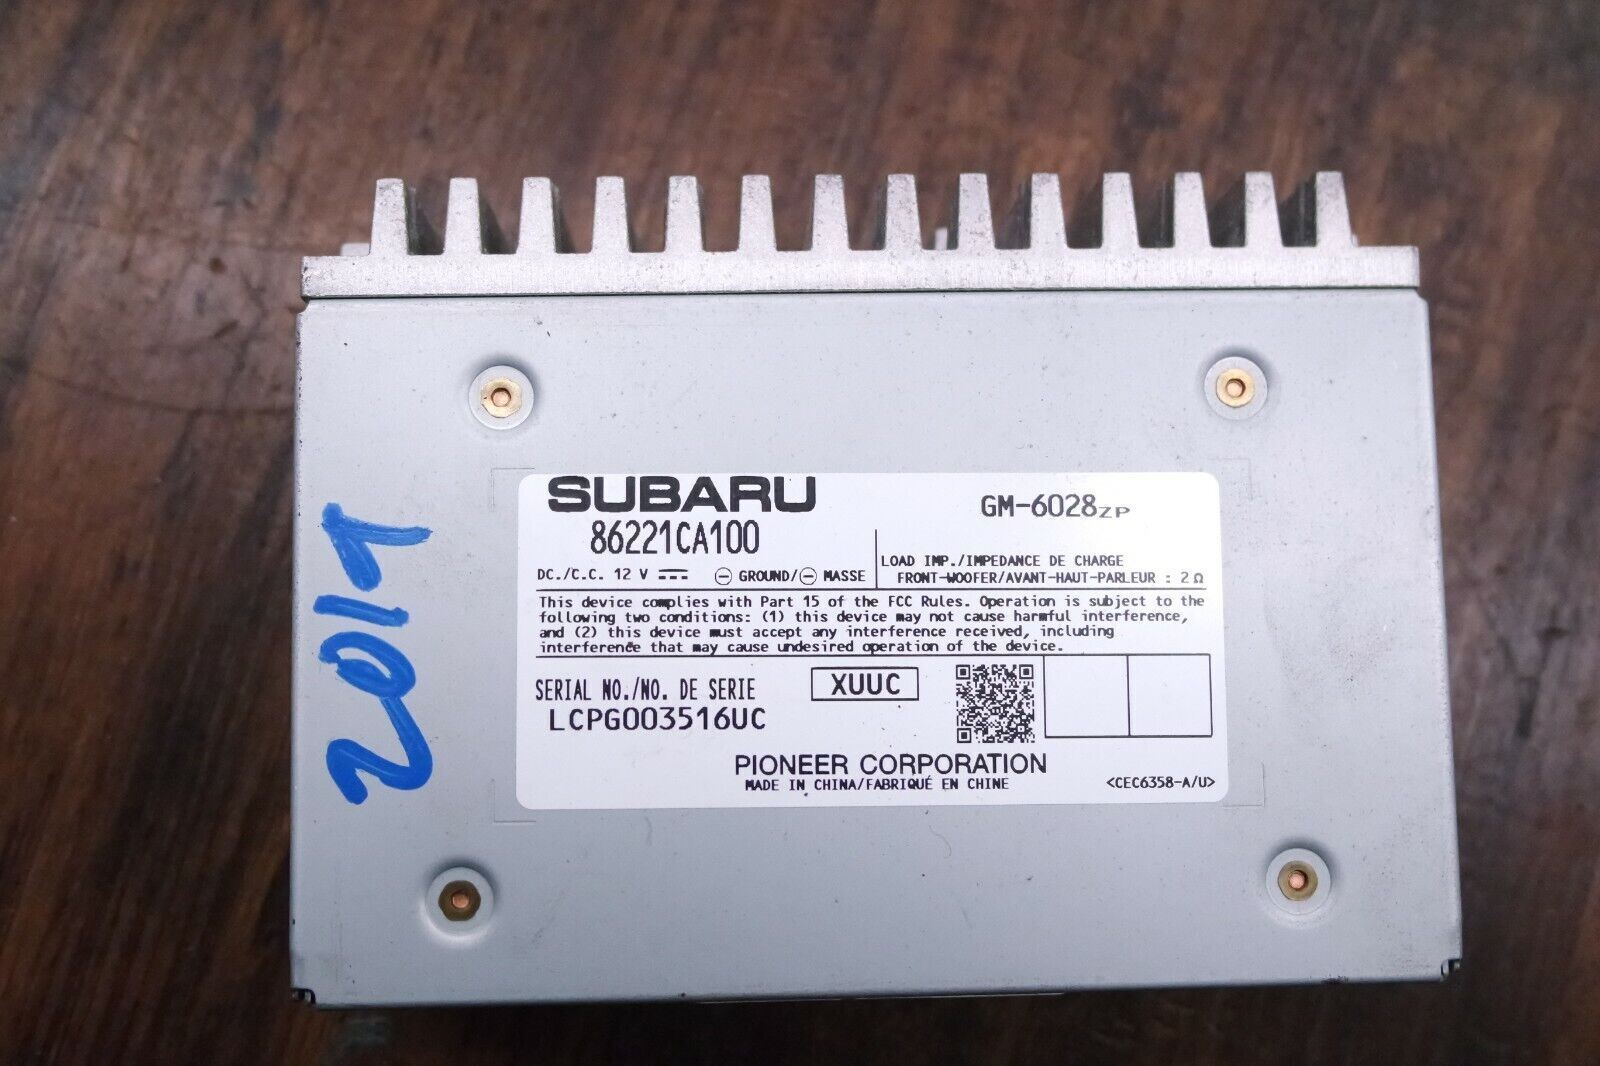 SUBARU
86221CA100
GM-6028ZP
DC./C.C. 12 V ⎓ ⊖ GROUND/⊖ MASSE
LOAD IMP./IMPEDANCE DE CHARGE
FRONT-WOOFER/AVANT-HAUT-PARLEUR : 2Ω
This device complies with Part 15 of the FCC Rules. Operation is subject to the
following two conditions: (1) this device may not cause harmful interference,
and (2) this device must accept any interference received, including
interference that may cause undesired operation of the device.
SERIAL NO./NO. DE SERIE
XUUC
LCPG003516UC
PIONEER CORPORATION
MADE IN CHINA/FABRIQUÉ EN CHINE
<CEC6358-A/U>